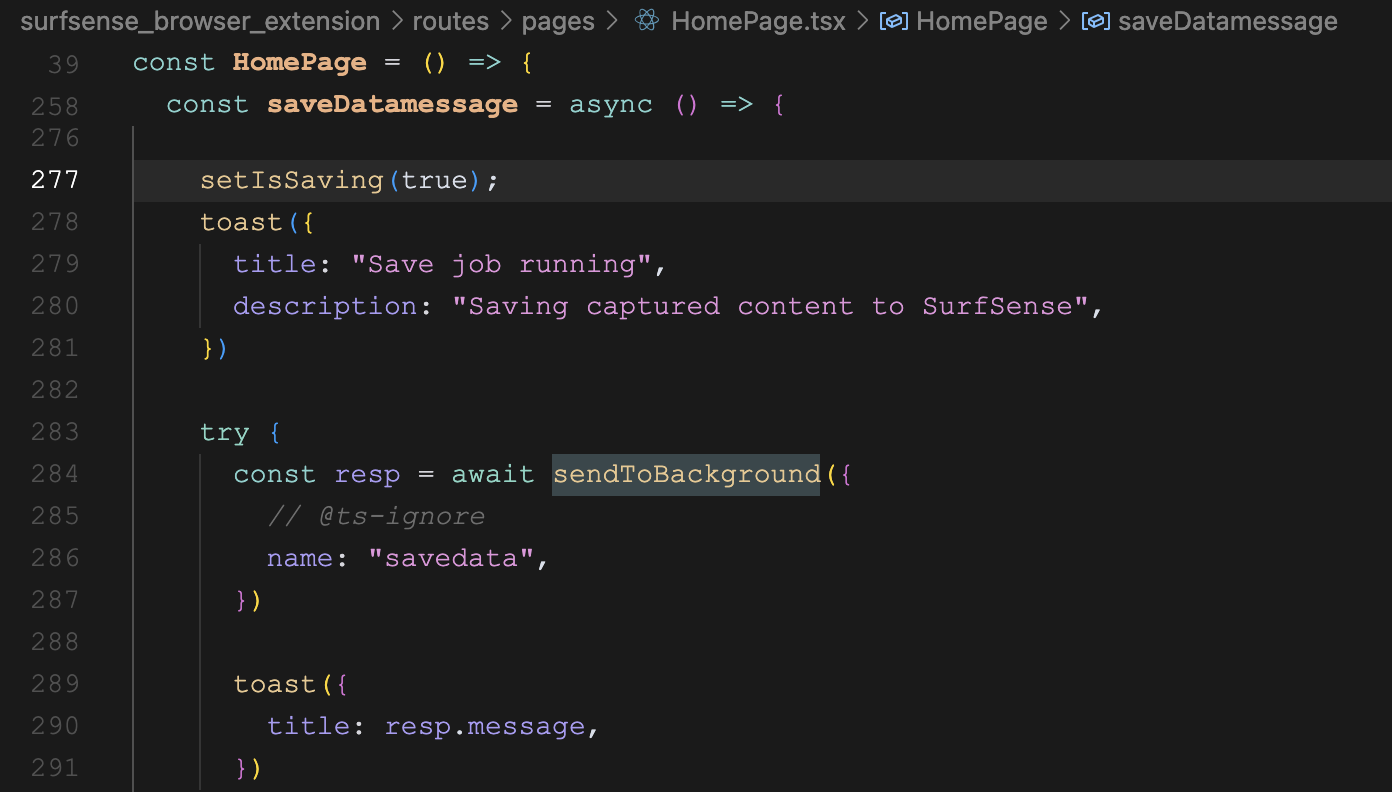 surfsense_browser_extension > routes > pages > HomePage.tsx > HomePage > saveDatamessage
39 const HomePage = () => {
258 const saveDatamessage = async () => {
276
277 setIsSaving(true);
278 toast({
279 title: "Save job running",
280 description: "Saving captured content to SurfSense",
281 })
282
283 try {
284 const resp = await sendToBackground({
285 // @ts-ignore
286 name: "savedata",
287 })
288
289 toast({
290 title: resp.message,
291 })